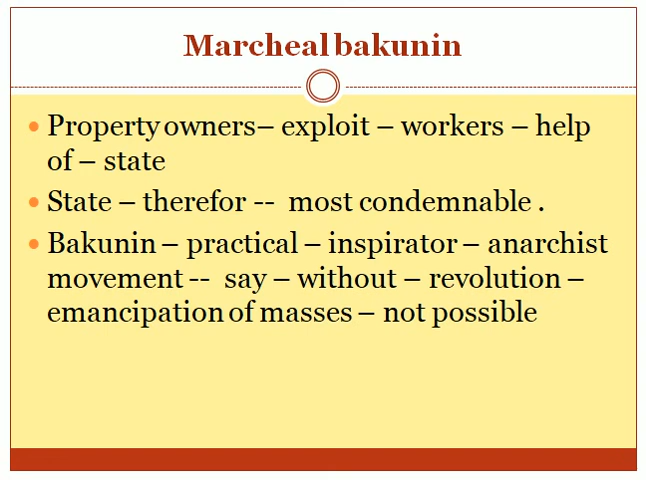 Marcheal bakunin
Property owners– exploit – workers – help
of – state
State – therefor --  most condemnable .
Bakunin – practical – inspirator – anarchist
movement --  say – without – revolution –
emancipation of masses – not possible